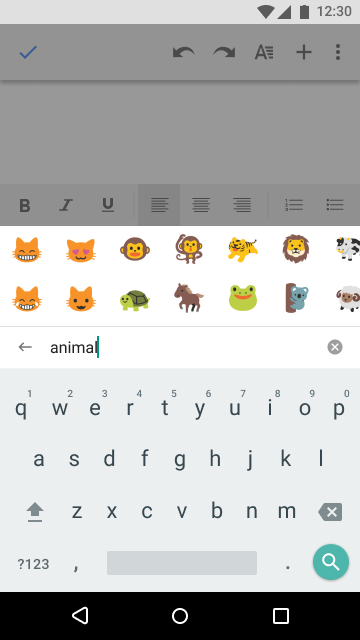 12:30
B I U
animal
1 2 3 4 5 6 7 8 9 0
q w e r t y u i o p
a s d f g h j k l
z x c v b n m
?123 , .